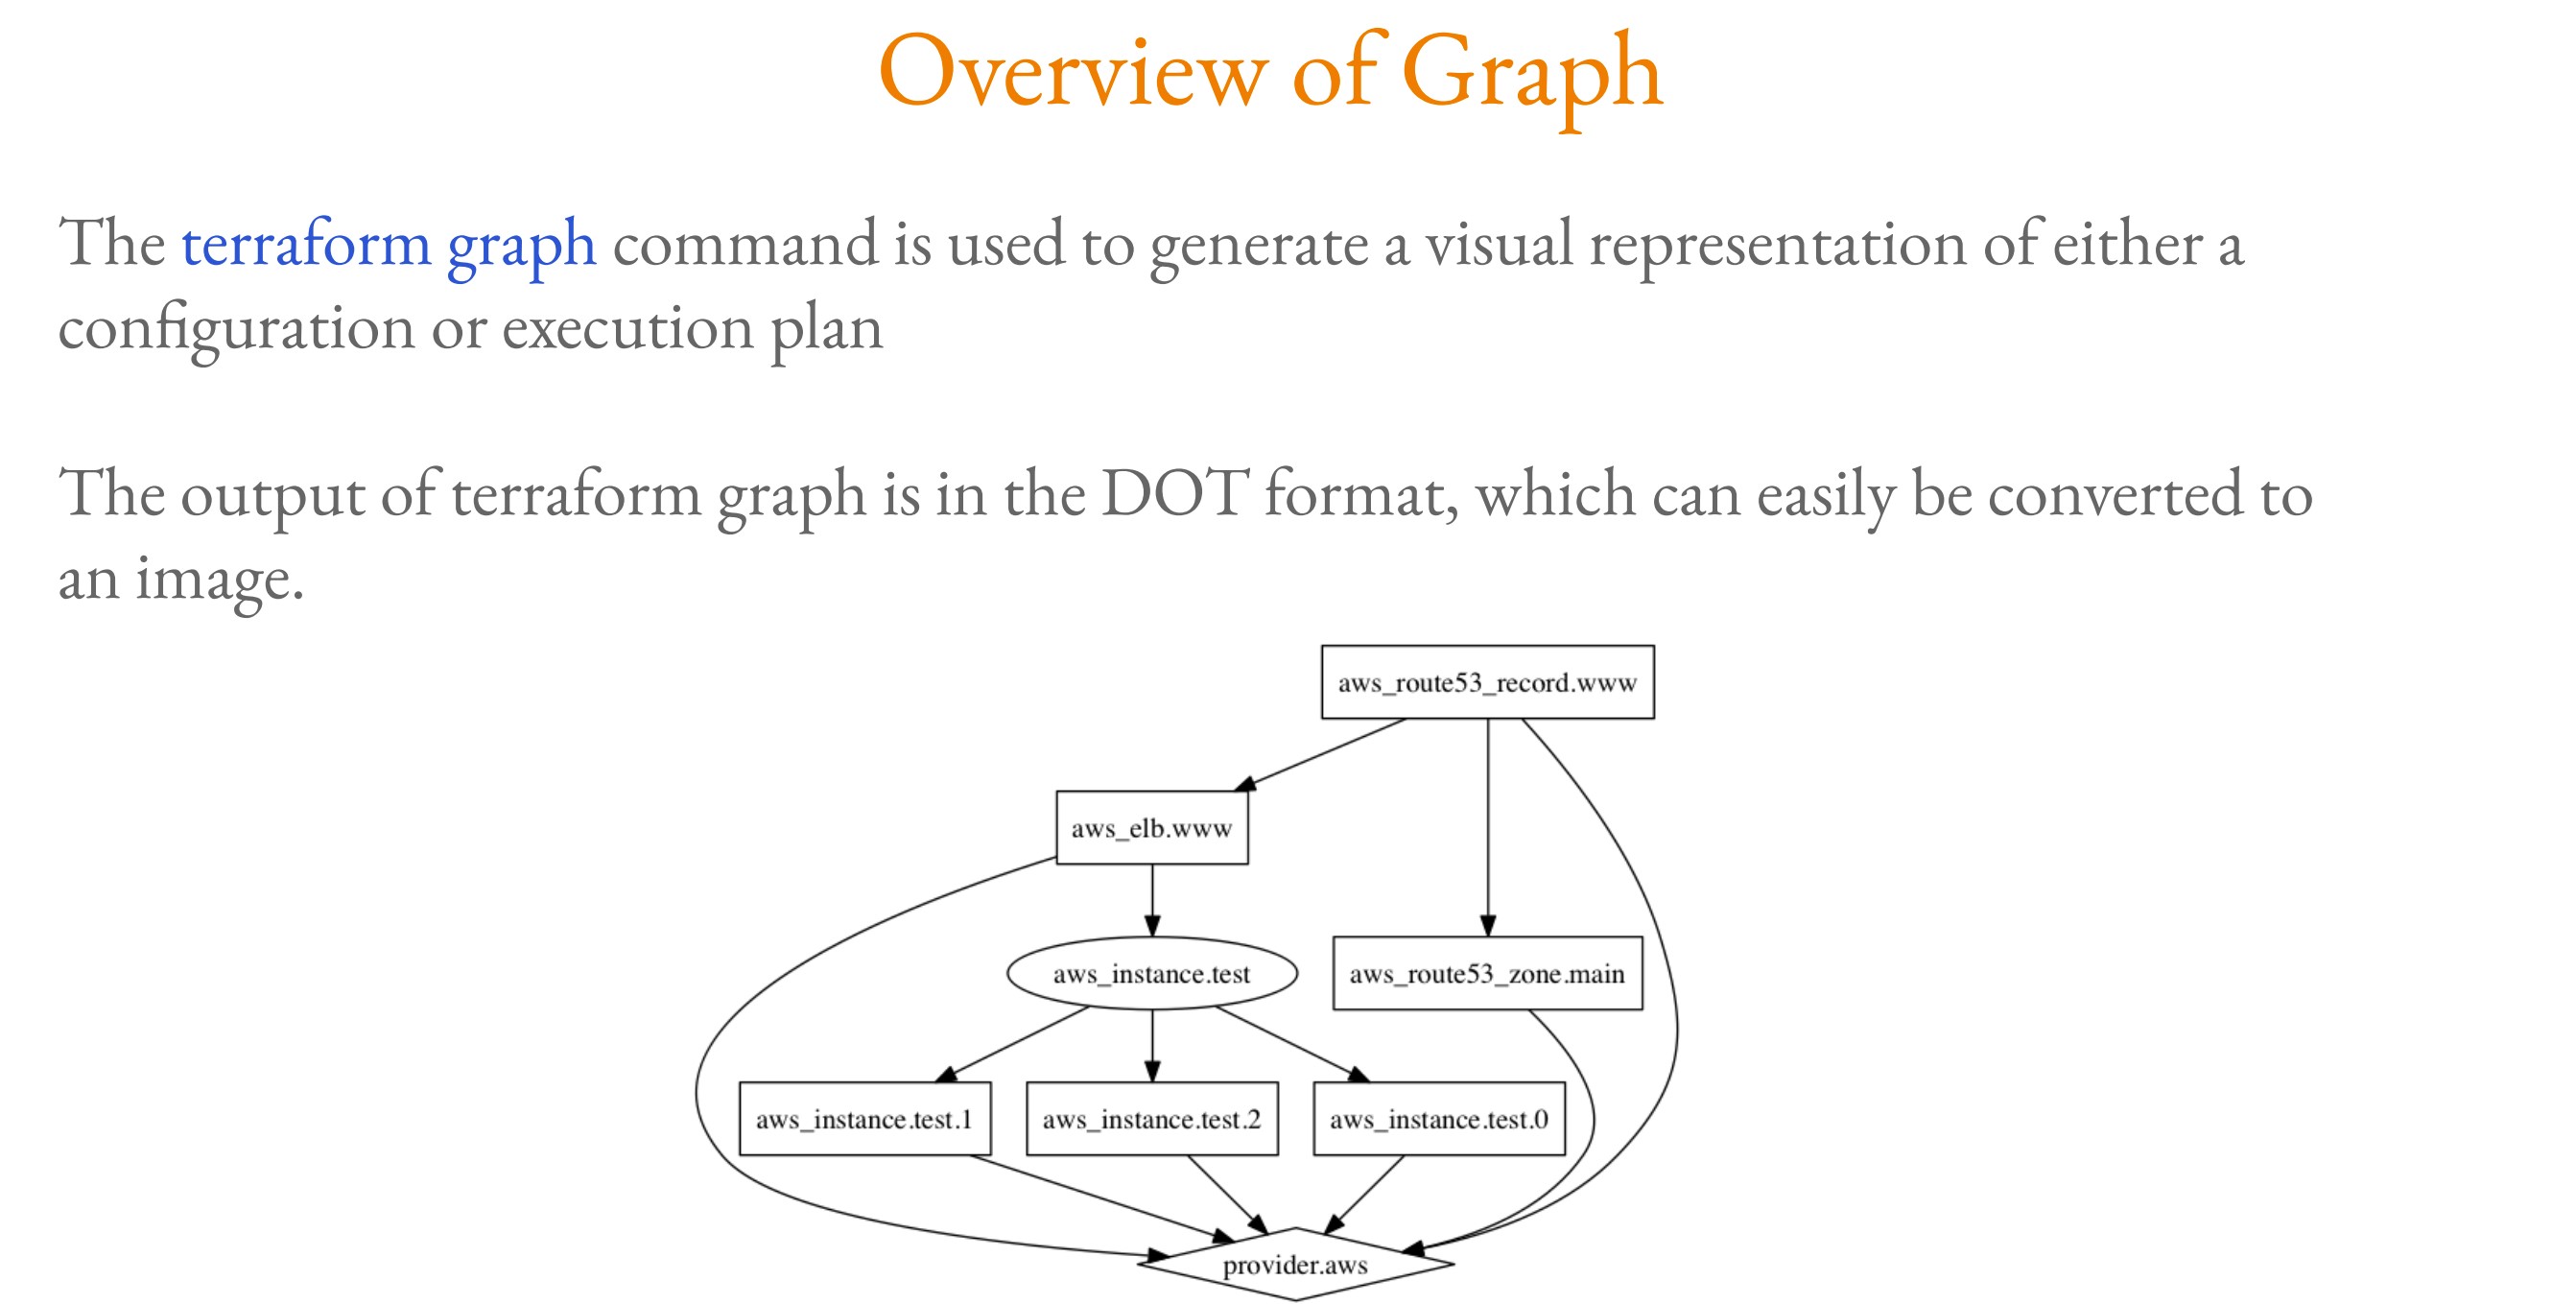 Overview of Graph
The terraform graph command is used to generate a visual representation of either a
configuration or execution plan
The output of terraform graph is in the DOT format, which can easily be converted to
an image.
aws_route53_record.www
aws_elb.www
aws_instance.test
aws_route53_zone.main
aws_instance.test.1
aws_instance.test.2
aws_instance.test.0
provider.aws